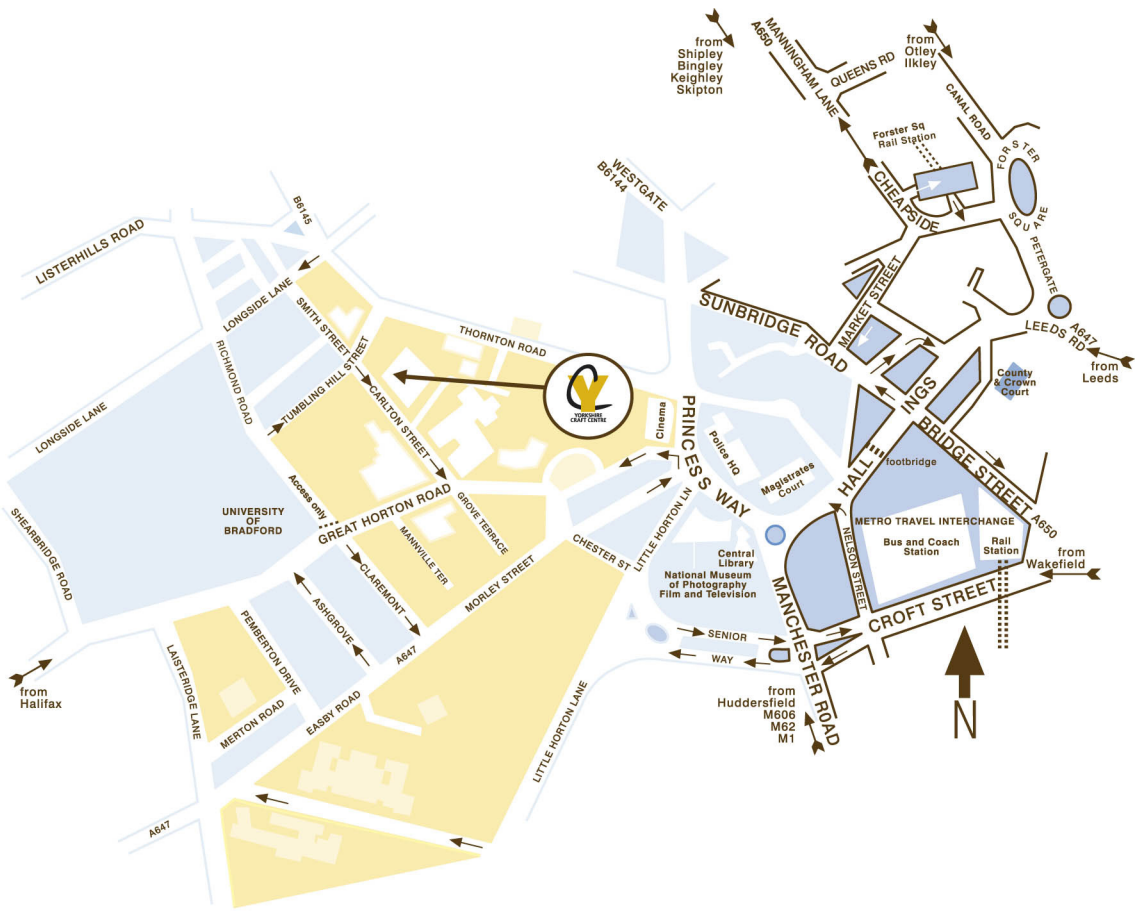 MANNINGHAM LANE
A650
from
Shipley
Bingley
Keighley
Skipton
QUEENS RD
from
Otley
Ilkley
CANAL ROAD
Forster Sq
Rail Station
FORSTER
SQUARE
CHEAPSIDE
PETERGATE
WESTGATE
B6144
B6145
LISTERHILLS ROAD
LONGSIDE LANE
SMITH STREET
THORNTON ROAD
SUNBRIDGE ROAD
MARKET STREET
LEEDS RD
A647
from
Leeds
County
& Crown
Court
RICHMOND ROAD
TUMBLING HILL STREET
CARLTON STREET
C
Y
YORKSHIRE
CRAFT CENTRE
Cinema
PRINCESS WAY
Police HQ
Magistrates
Court
HALL INGS
BRIDGE STREET
footbridge
A650
LONGSIDE LANE
SHEARBRIDGE ROAD
UNIVERSITY
OF
BRADFORD
Access only
GREAT HORTON ROAD
GROVE TERRACE
MANNVILLE TER
CHESTER ST
LITTLE HORTON LN
METRO TRAVEL INTERCHANGE
Bus and Coach
Station
Rail
Station
from
Wakefield
NELSON STREET
CROFT STREET
Central
Library
National Museum
of Photography
Film and Television
MORLEY STREET
CLAREMONT
ASHGROVE
PEMBERTON DRIVE
A647
SENIOR
WAY
MANCHESTER ROAD
from
Halifax
LAISTERIDGE LANE
MERTON ROAD
EASBY ROAD
LITTLE HORTON LANE
from
Huddersfield
M606
M62
M1
N
A647